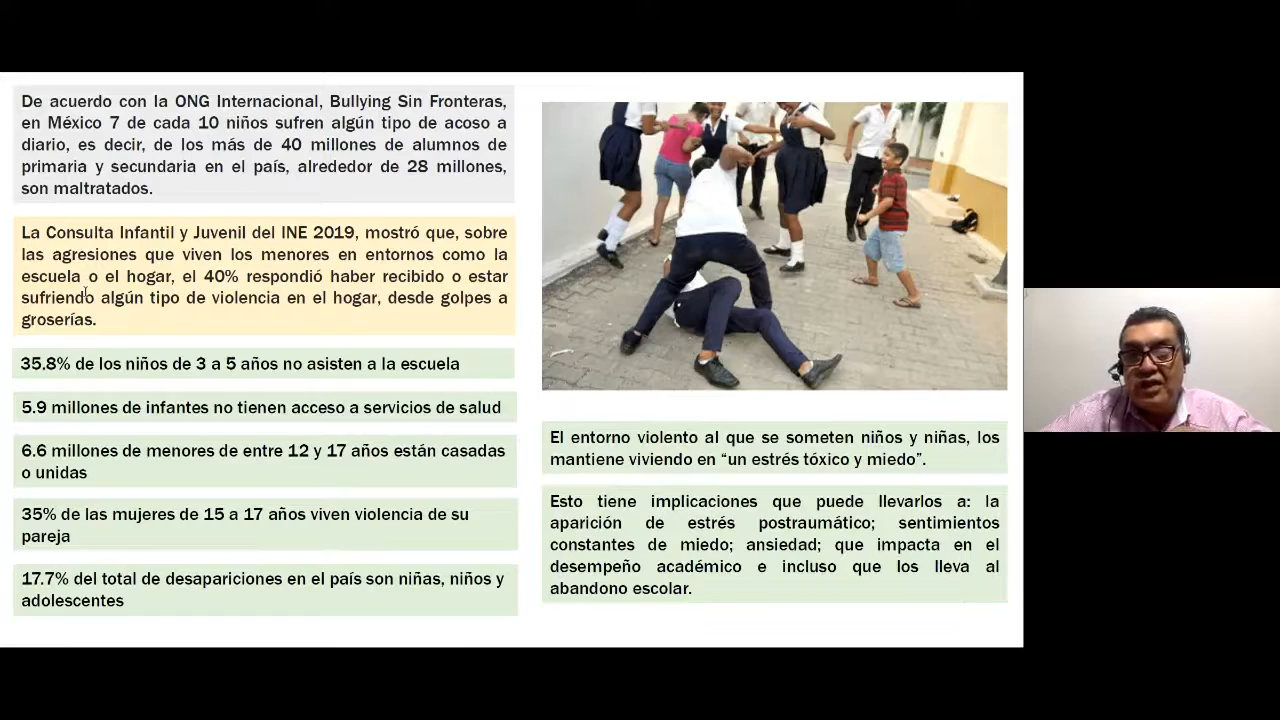 De acuerdo con la ONG Internacional, Bullying Sin Fronteras,
en México 7 de cada 10 niños sufren algún tipo de acoso a
diario, es decir, de los más de 40 millones de alumnos de
primaria y secundaria en el país, alrededor de 28 millones,
son maltratados.
La Consulta Infantil y Juvenil del INE 2019, mostró que, sobre
las agresiones que viven los menores en entornos como la
escuela o el hogar, el 40% respondió haber recibido o estar
sufriendo algún tipo de violencia en el hogar, desde golpes a
groserías.
35.8% de los niños de 3 a 5 años no asisten a la escuela
5.9 millones de infantes no tienen acceso a servicios de salud
6.6 millones de menores de entre 12 y 17 años están casadas
o unidas
35% de las mujeres de 15 a 17 años viven violencia de su
pareja
17.7% del total de desapariciones en el país son niñas, niños y
adolescentes
El entorno violento al que se someten niños y niñas, los
mantiene viviendo en “un estrés tóxico y miedo”.
Esto tiene implicaciones que puede llevarlos a: la
aparición de estrés postraumático; sentimientos
constantes de miedo; ansiedad; que impacta en el
desempeño académico e incluso que los lleva al
abandono escolar.